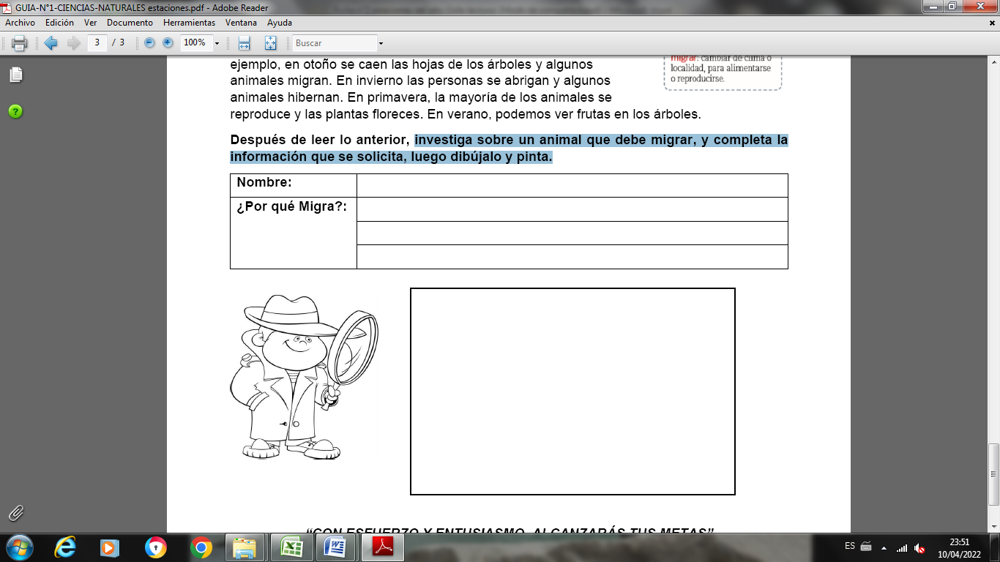 GUIA-N°1-CIENCIAS-NATURALES estaciones.pdf - Adobe Reader
Archivo Edición Ver Documento Herramientas Ventana Ayuda
3 / 3 100% Buscar
migrar: cambiar de clima o
localidad, para alimentarse
o reproducirse.
ejemplo, en otoño se caen las hojas de los árboles y algunos
animales migran. En invierno las personas se abrigan y algunos
animales hibernan. En primavera, la mayoría de los animales se
reproduce y las plantas floreces. En verano, podemos ver frutas en los árboles.
Después de leer lo anterior, investiga sobre un animal que debe migrar, y completa la
información que se solicita, luego dibújalo y pinta.
Nombre:
¿Por qué Migra?:
“CON ESFUERZO Y ENTUSIASMO, ALCANZARÁS TUS METAS”
ES 23:51
10/04/2022